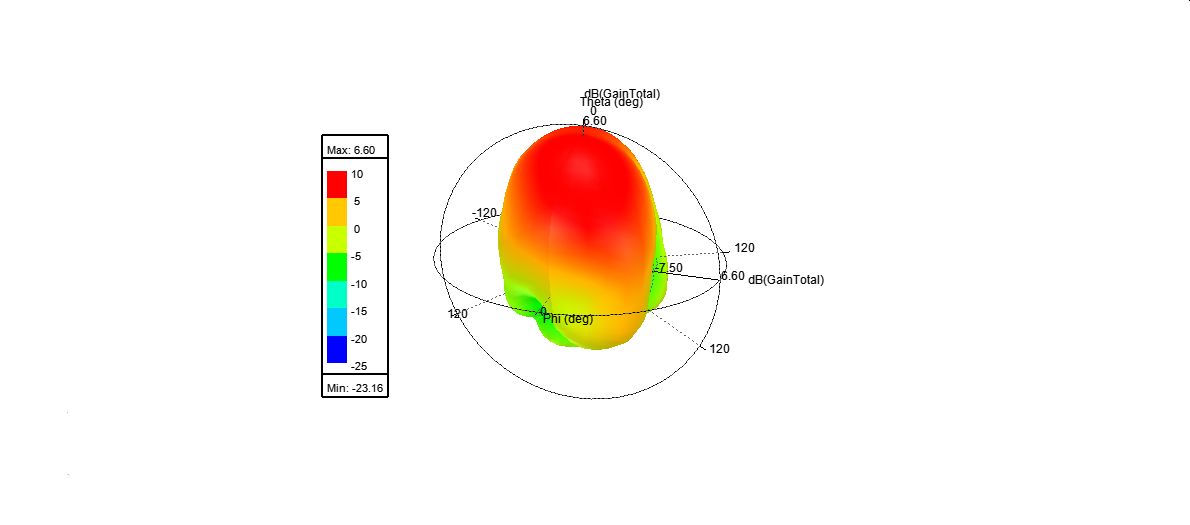 dB(GainTotal)
Theta (deg)
0
6.60
Max: 6.60
10
5
0
-5
-10
-15
-20
-25
Min: -23.16
-120
120
-7.50
6.60 dB(GainTotal)
120
0
Phi (deg)
120